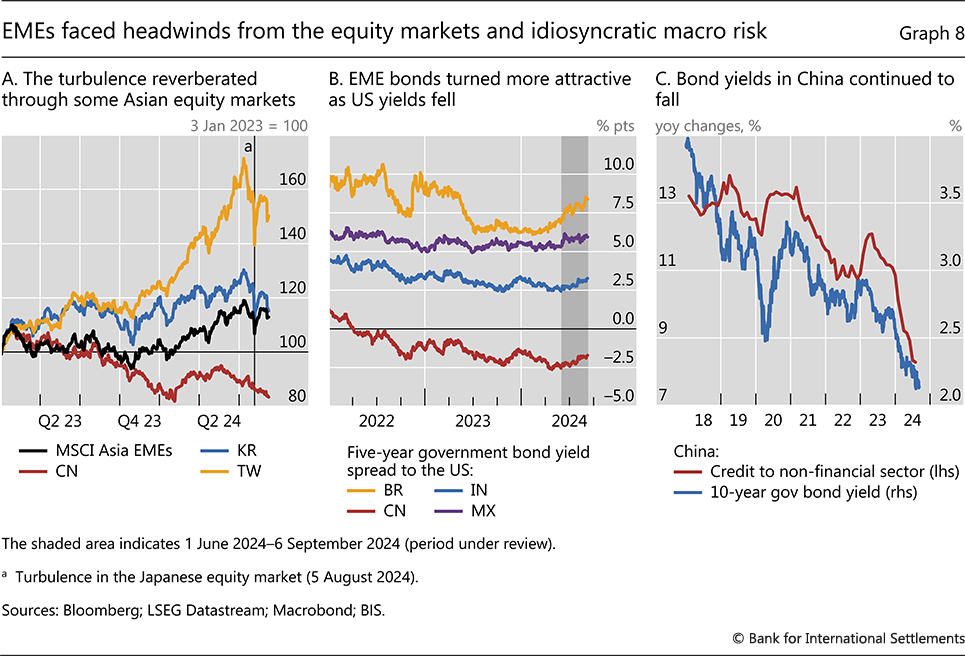 EMEs faced headwinds from the equity markets and idiosyncratic macro risk
Graph 8
A. The turbulence reverberated
through some Asian equity markets
3 Jan 2023 = 100
a
160
140
120
100
80
Q2 23
Q4 23
Q2 24
MSCI Asia EMEs
KR
CN
TW
B. EME bonds turned more attractive
as US yields fell
% pts
10.0
7.5
5.0
2.5
0.0
−2.5
−5.0
2022
2023
2024
Five-year government bond yield
spread to the US:
BR
IN
CN
MX
C. Bond yields in China continued to
fall
yoy changes, %
%
13
11
9
7
3.5
3.0
2.5
2.0
18
19
20
21
22
23
24
China:
Credit to non-financial sector (lhs)
10-year gov bond yield (rhs)
The shaded area indicates 1 June 2024–6 September 2024 (period under review).
a Turbulence in the Japanese equity market (5 August 2024).
Sources: Bloomberg; LSEG Datastream; Macrobond; BIS.
© Bank for International Settlements